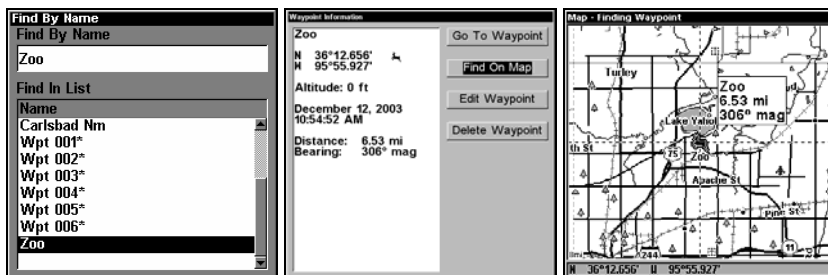 Find By Name
Find By Name
Zoo
Find In List
Name
Carlsbad Nm
Wpt 001*
Wpt 002*
Wpt 003*
Wpt 004*
Wpt 005*
Wpt 006*
Zoo
Waypoint Information
Zoo
N 36°12.656'
W 95°55.927'
Altitude: 0 ft
December 12, 2003
10:54:52 AM
Distance: 6.53 mi
Bearing: 306° mag
Go To Waypoint
Find On Map
Edit Waypoint
Delete Waypoint
Map - Finding Waypoint
Turley
Zoo
6.53 mi
306° mag
Lake Yahol
th St
75
Zoo
Apache St
Pine St
11
A244
N 36°12.656' W 95°55.927'